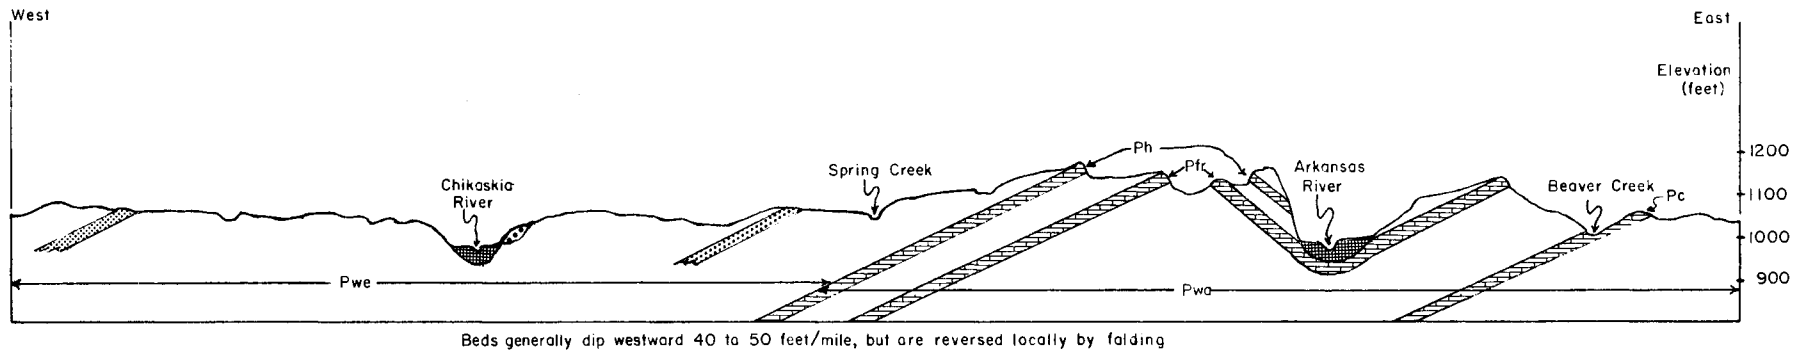 West
East
Elevation
(feet)
1200
1100
1000
900
Chikaskia
River
Spring Creek
Ph
Pfr
Arkansas
River
Beaver Creek
Pc
Pwe
Pwa
Beds generally dip westward 40 to 50 feet/mile, but are reversed locally by folding